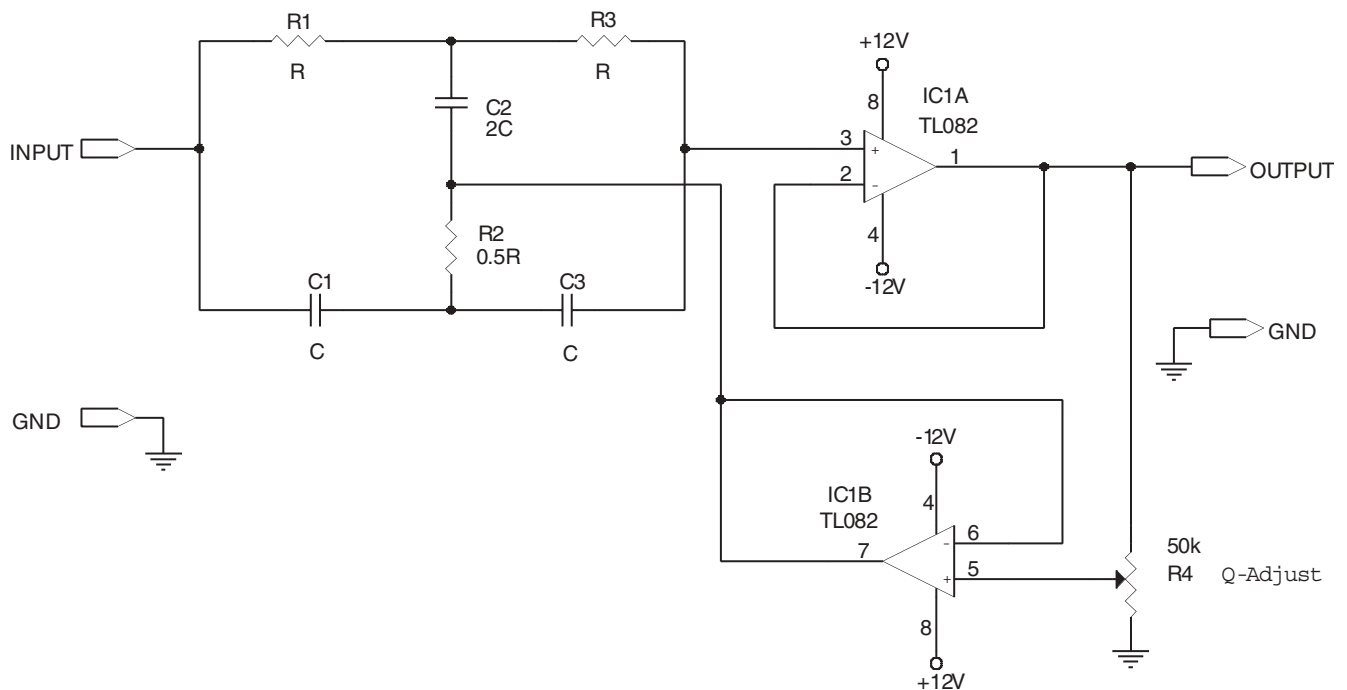 R1
R
R3
R
C2
2C
INPUT
R2
0.5R
C1
C
C3
C
GND
+12V
8
IC1A
TL082
3
+
2
-
1
4
-12V
OUTPUT
GND
-12V
4
IC1B
TL082
7
6
-
5
+
8
+12V
50k
R4 Q-Adjust